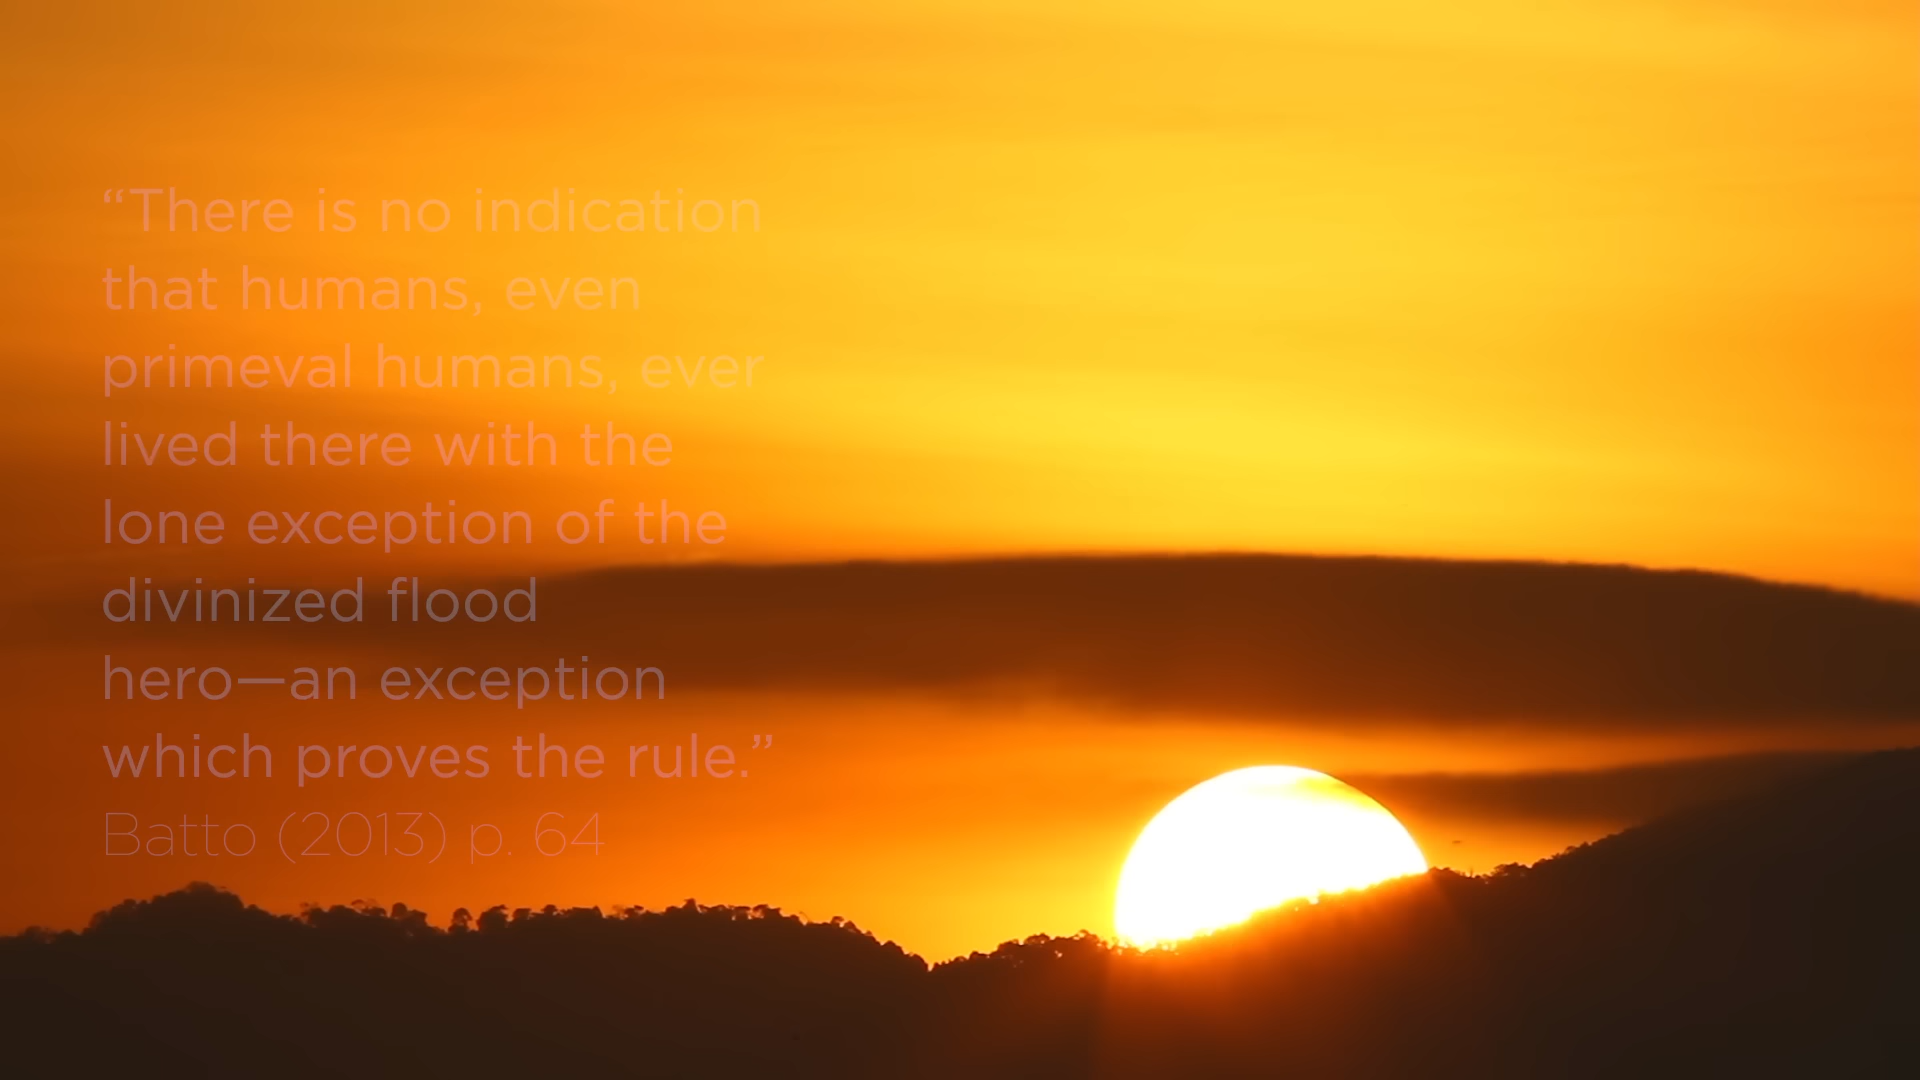 “There is no indication
that humans, even
primeval humans, ever
lived there with the
lone exception of the
divinized flood
hero—an exception
which proves the rule.”
Batto (2013) p. 64